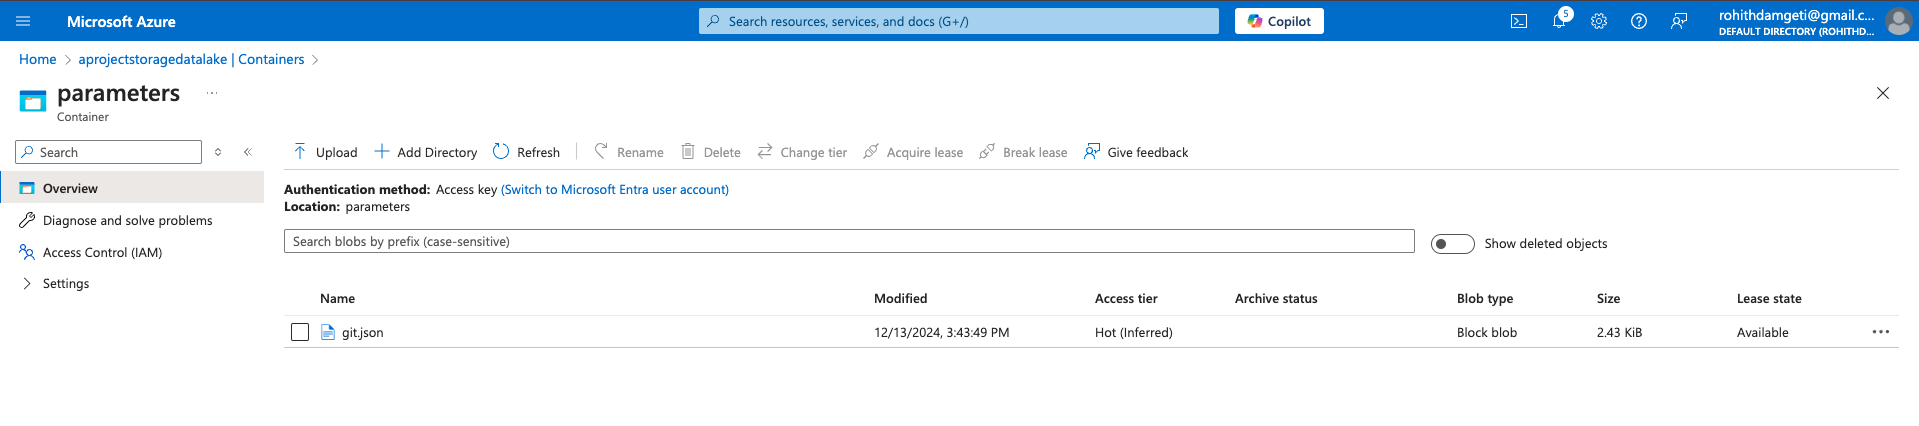 Microsoft Azure
Search resources, services, and docs (G+/)
Copilot
5
rohithdamgeti@gmail.c...
DEFAULT DIRECTORY (ROHITHD...
Home > aprojectstoragedatalake | Containers >
parameters ...
Container
Search
Upload Add Directory Refresh Rename Delete Change tier Acquire lease Break lease Give feedback
Overview
Diagnose and solve problems
Access Control (IAM)
Settings
Authentication method: Access key (Switch to Microsoft Entra user account)
Location: parameters
Search blobs by prefix (case-sensitive)
Show deleted objects
Name Modified Access tier Archive status Blob type Size Lease state
git.json 12/13/2024, 3:43:49 PM Hot (Inferred) Block blob 2.43 KiB Available ...